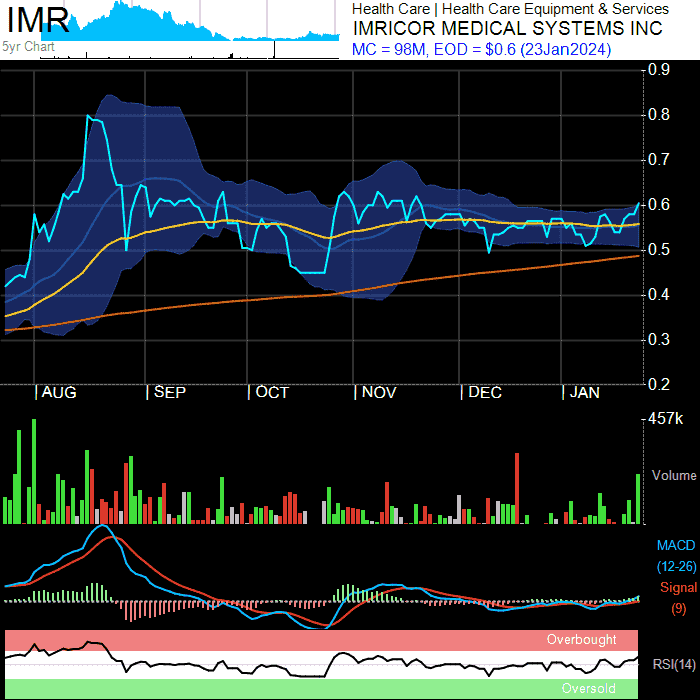 IMR
5yr Chart
Health Care | Health Care Equipment & Services
IMRICOR MEDICAL SYSTEMS INC
MC = 98M, EOD = $0.6 (23Jan2024)
0.9
0.8
0.7
0.6
0.5
0.4
0.3
0.2
| AUG | SEP | OCT | NOV | DEC | JAN
457k
Volume
MACD
(12-26)
Signal
(9)
Overbought
RSI(14)
Oversold